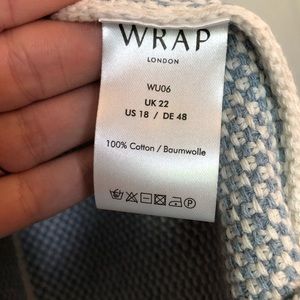 WRAP
LONDON
WU06
UK 22
US 18 / DE 48
100% Cotton / Baumwolle